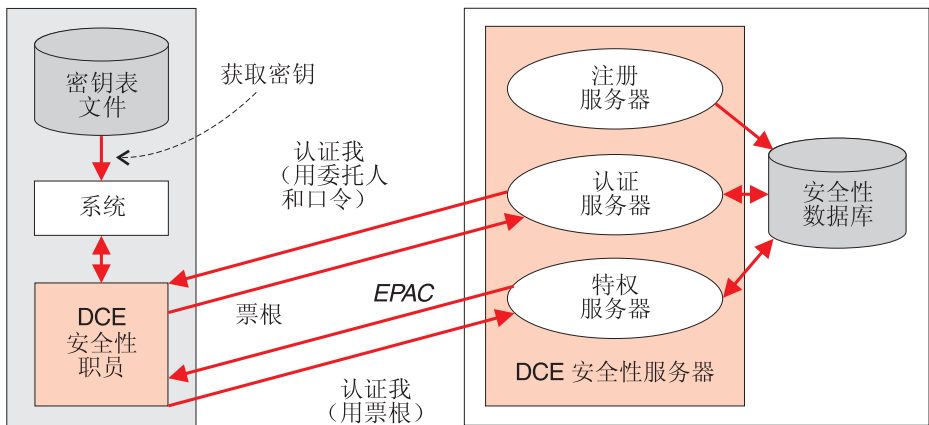 密钥表
文件
获取密钥
系统
DCE
安全性
职员
认证我
（用委托人
和口令）
票根
EPAC
认证我
（用票根）
注册
服务器
认证
服务器
特权
服务器
DCE 安全性服务器
安全性
数据库